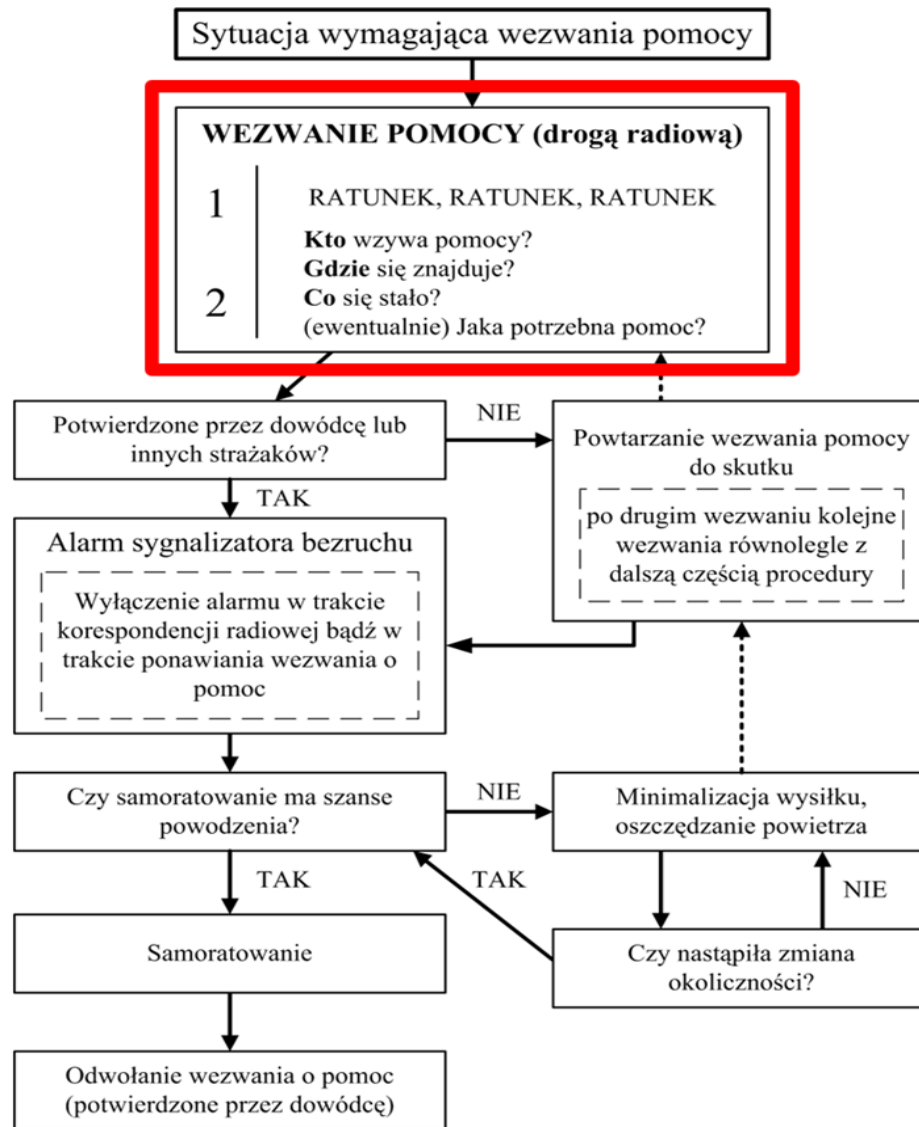 Sytuacja wymagająca wezwania pomocy
WEZWANIE POMOCY (drogą radiową)
1
RATUNEK, RATUNEK, RATUNEK
2
Kto wzywa pomocy?
Gdzie się znajduje?
Co się stało?
(ewentualnie) Jaka potrzebna pomoc?
Potwierdzone przez dowódcę lub
innych strażaków?
NIE
Powtarzanie wezwania pomocy
do skutku
po drugim wezwaniu kolejne
wezwania równolegle z
dalszą częścią procedury
TAK
Alarm sygnalizatora bezruchu
Wyłączenie alarmu w trakcie
korespondencji radiowej bądź w
trakcie ponawiania wezwania o
pomoc
Czy samoratowanie ma szanse
powodzenia?
NIE
Minimalizacja wysiłku,
oszczędzanie powietrza
TAK
TAK
NIE
Samoratowanie
Czy nastąpiła zmiana
okoliczności?
Odwołanie wezwania o pomoc
(potwierdzone przez dowódcę)